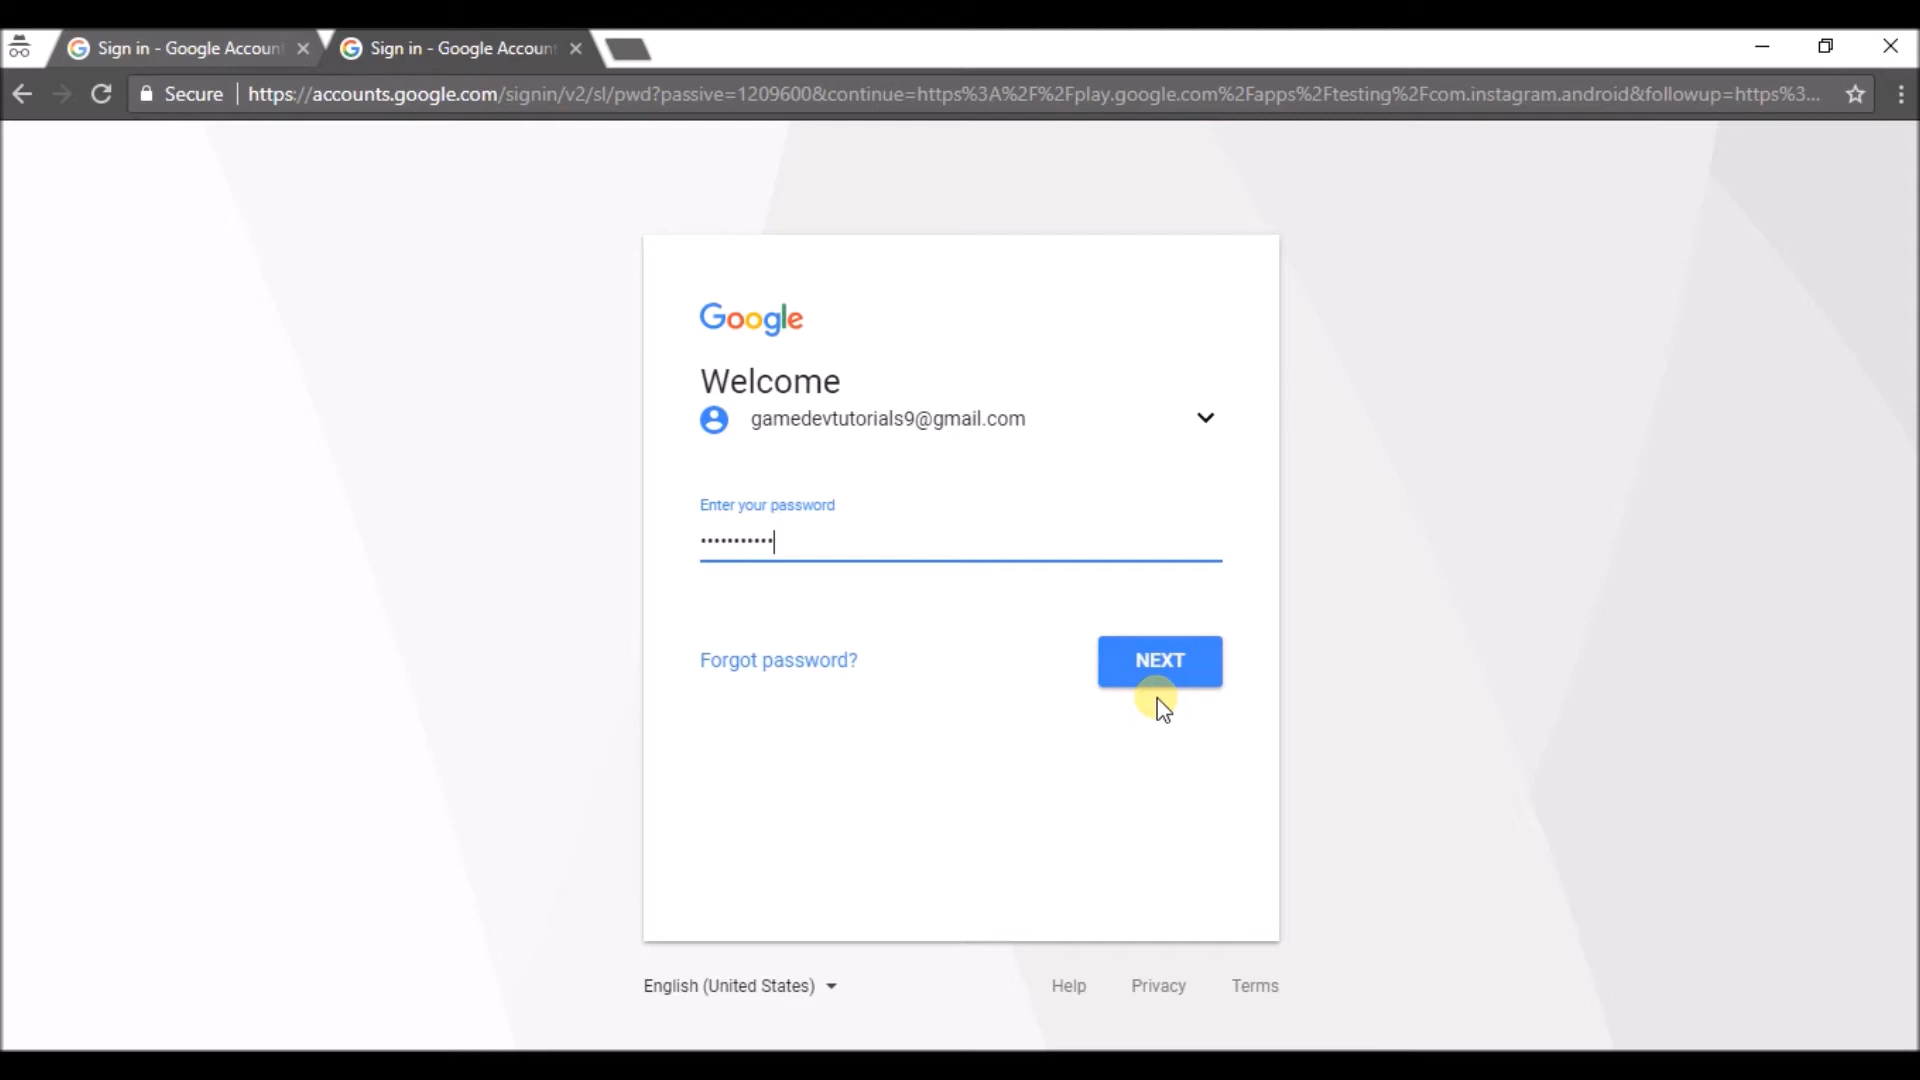 Sign in - Google Accoun
Sign in - Google Accoun
Secure
https://accounts.google.com/signin/v2/sl/pwd?passive=1209600&continue=https%3A%2F%2Fplay.google.com%2Fapps%2Ftesting%2Fcom.instagram.android&followup=https%3...
Google
Welcome
gamedevtutorials9@gmail.com
Enter your password
•••••••••••
Forgot password?
NEXT
English (United States)
Help
Privacy
Terms